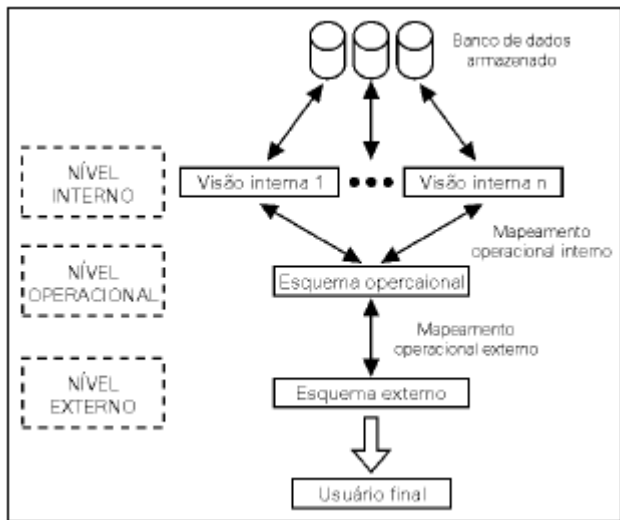 Banco de dados
armazenado
NÍVEL
INTERNO
Visão interna 1
Visão interna n
Mapeamento
operacional interno
NÍVEL
OPERACIONAL
Esquema opercaional
Mapeamento
operacional externo
NÍVEL
EXTERNO
Esquema externo
Usuário final